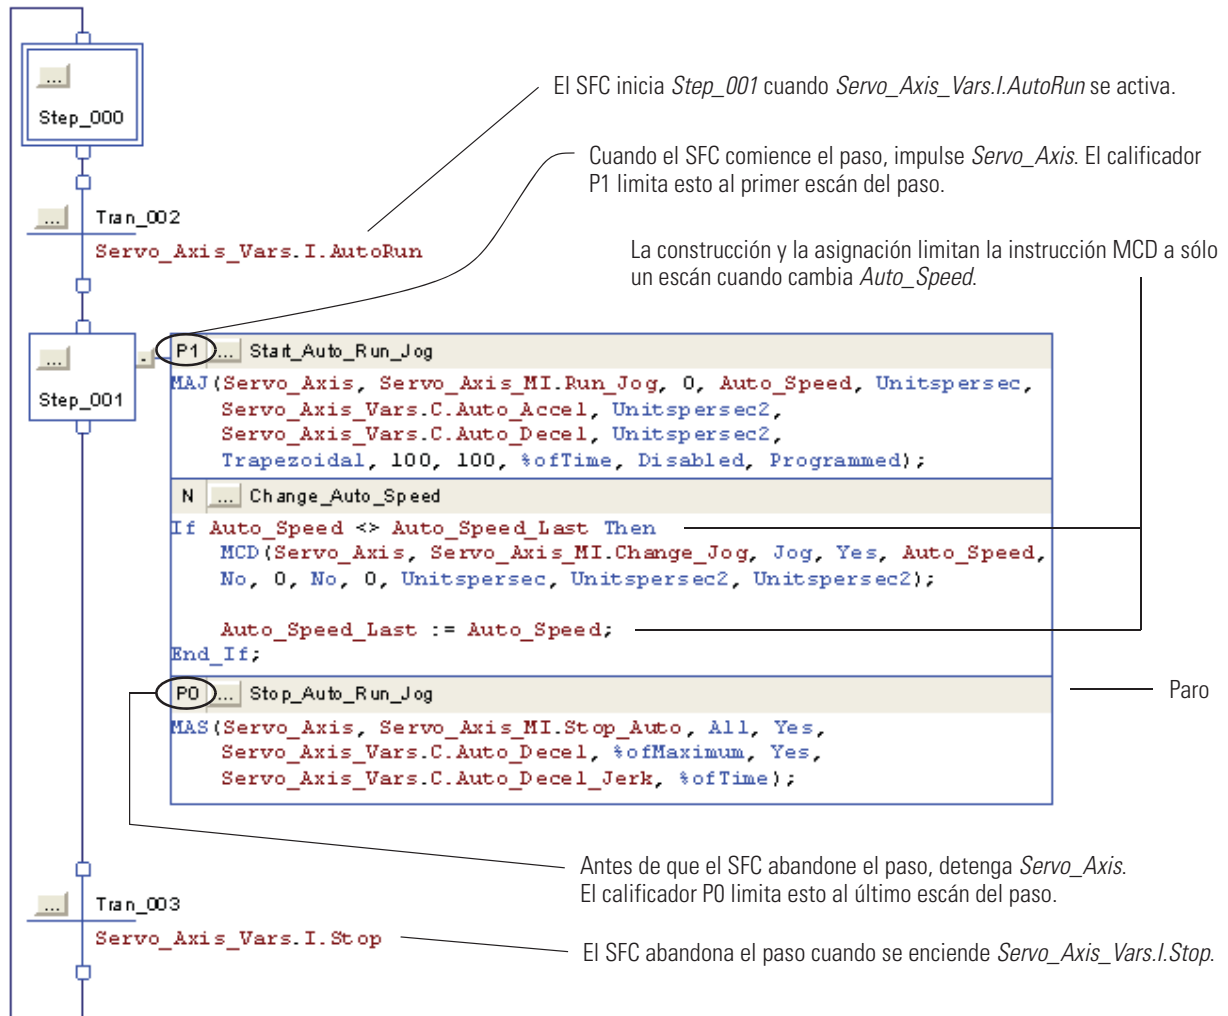 ...
Step_000
El SFC inicia Step_001 cuando Servo_Axis_Vars.I.AutoRun se activa.
Cuando el SFC comience el paso, impulse Servo_Axis. El calificador
P1 limita esto al primer escán del paso.
... Tran_002
Servo_Axis_Vars.I.AutoRun
La construcción y la asignación limitan la instrucción MCD a sólo
un escán cuando cambia Auto_Speed.
...
Step_001
P1 ... Start_Auto_Run_Jog
MAJ(Servo_Axis, Servo_Axis_MI.Run_Jog, 0, Auto_Speed, Unitspersec,
Servo_Axis_Vars.C.Auto_Accel, Unitspersec2,
Servo_Axis_Vars.C.Auto_Decel, Unitspersec2,
Trapezoidal, 100, 100, %ofTime, Disabled, Programmed);
N ... Change_Auto_Speed
If Auto_Speed <> Auto_Speed_Last Then
MCD(Servo_Axis, Servo_Axis_MI.Change_Jog, Jog, Yes, Auto_Speed,
No, 0, No, 0, Unitspersec, Unitspersec2, Unitspersec2);
Auto_Speed_Last := Auto_Speed;
End_If;
P0 ... Stop_Auto_Run_Jog
Paro
MAS(Servo_Axis, Servo_Axis_MI.Stop_Auto, All, Yes,
Servo_Axis_Vars.C.Auto_Decel, %ofMaximum, Yes,
Servo_Axis_Vars.C.Auto_Decel_Jerk, %ofTime);
Antes de que el SFC abandone el paso, detenga Servo_Axis.
El calificador P0 limita esto al último escán del paso.
... Tran_003
Servo_Axis_Vars.I.Stop
El SFC abandona el paso cuando se enciende Servo_Axis_Vars.I.Stop.